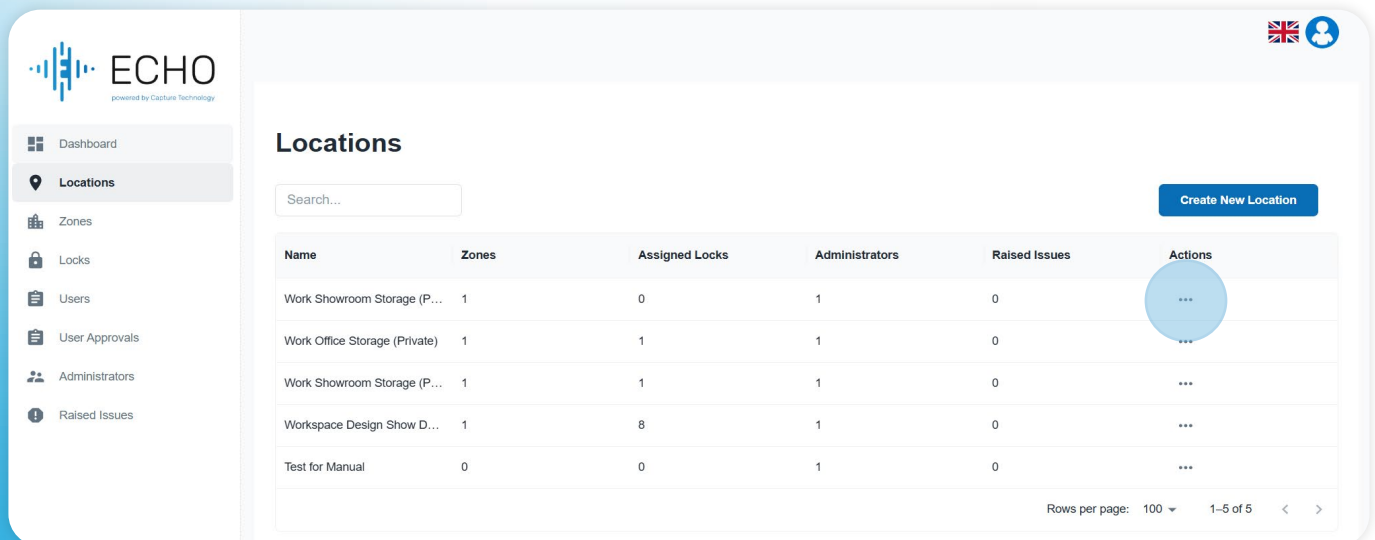 ECHO
powered by Capture Technology
Dashboard
Locations
Zones
Locks
Users
User Approvals
Administrators
Raised Issues
Locations
Search...
Create New Location
Name Zones Assigned Locks Administrators Raised Issues Actions
Work Showroom Storage (P... 1 0 1 0 ...
Work Office Storage (Private) 1 1 1 0 ...
Work Showroom Storage (P... 1 1 1 0 ...
Workspace Design Show D... 1 8 1 0 ...
Test for Manual 0 0 1 0 ...
Rows per page: 100 1–5 of 5 < >